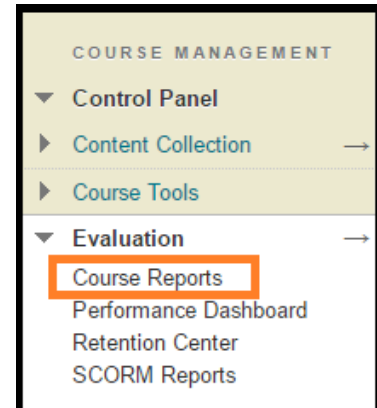 COURSE MANAGEMENT
Control Panel
Content Collection
Course Tools
Evaluation
Course Reports
Performance Dashboard
Retention Center
SCORM Reports